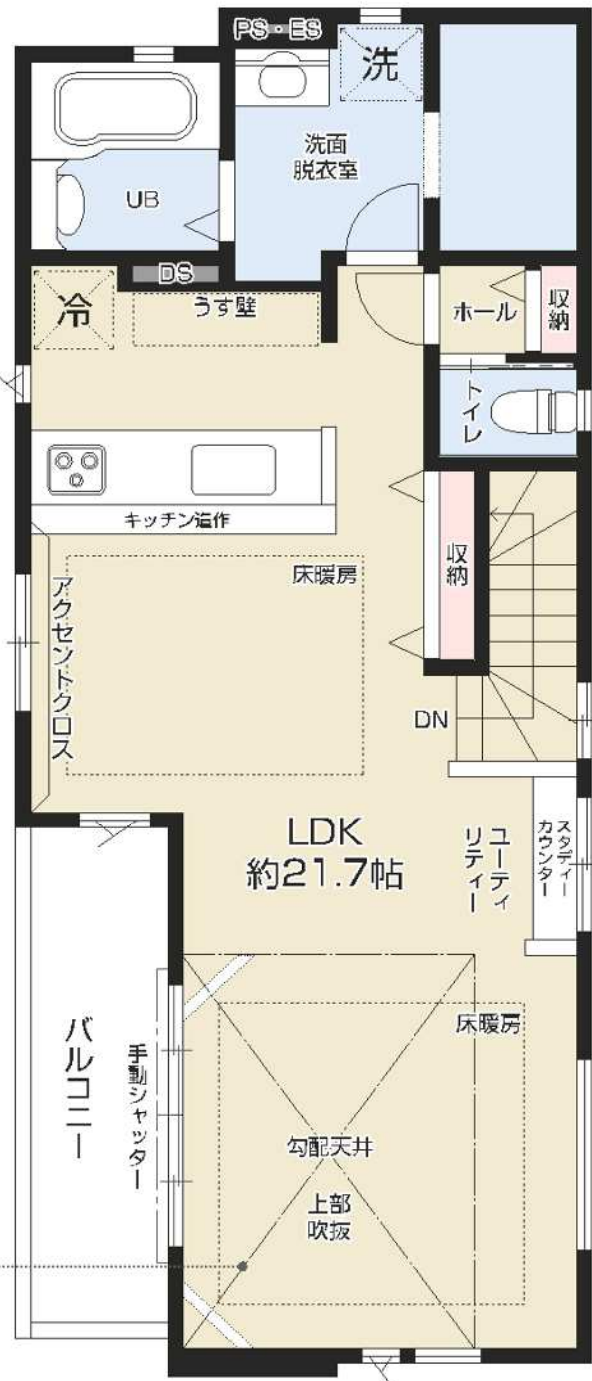 PS・ES
洗
洗面
脱衣室
UB
DS
冷
うす壁
ホール
収納
トイレ
キッチン造作
収納
床暖房
アクセントクロス
DN
LDK
約21.7帖
ユーティ
リティー
スタディー
カウンター
バルコニー
手動シャッター
床暖房
勾配天井
上部
吹抜